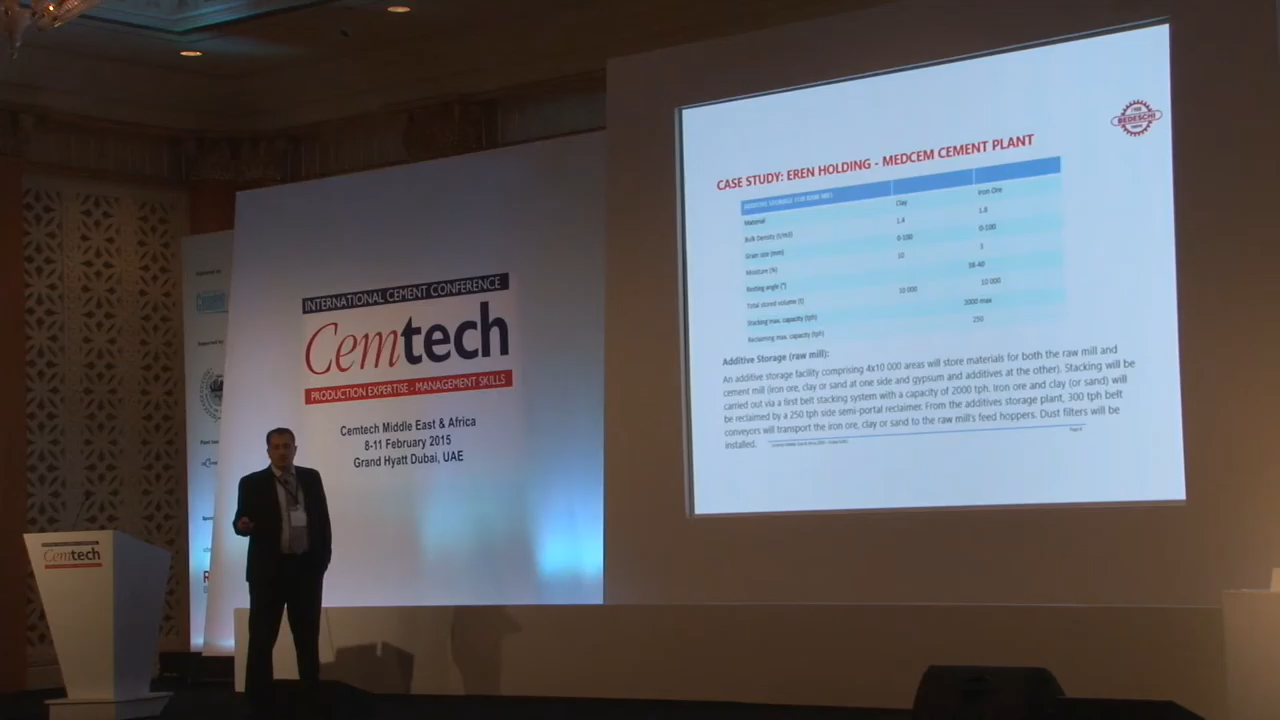 Supported by
INTERNATIONAL CEMENT CONFERENCE
Cemtech
PRODUCTION EXPERTISE - MANAGEMENT SKILLS
Cemtech Middle East & Africa
8-11 February 2015
Grand Hyatt Dubai, UAE
Cemtech
BEDESCHI
CASE STUDY: EREN HOLDING - MEDCEM CEMENT PLANT
ADDITIVE STORAGE (FOR RAW MILL)
Material Clay Iron Ore
Bulk Density (t/m3) 1.4 1.8
Grain size (mm) 0-100 0-100
Moisture (%) 10 3
Resting angle (°) 38-40
Total stored volume (t) 10 000 10 000
Stacking max. capacity (tph) 2000 max
Reclaiming max. capacity (tph) 250
Additive Storage (raw mill):
An additive storage facility comprising 4x10 000 areas will store materials for both the raw mill and
cement mill (iron ore, clay or sand at one side and gypsum and additives at the other). Stacking will be
carried out via a first belt stacking system with a capacity of 2000 tph. Iron ore and clay (or sand) will
be reclaimed by a 250 tph side semi-portal reclaimer. From the additives storage plant, 300 tph belt
conveyors will transport the iron ore, clay or sand to the raw mill's feed hoppers. Dust filters will be
installed.